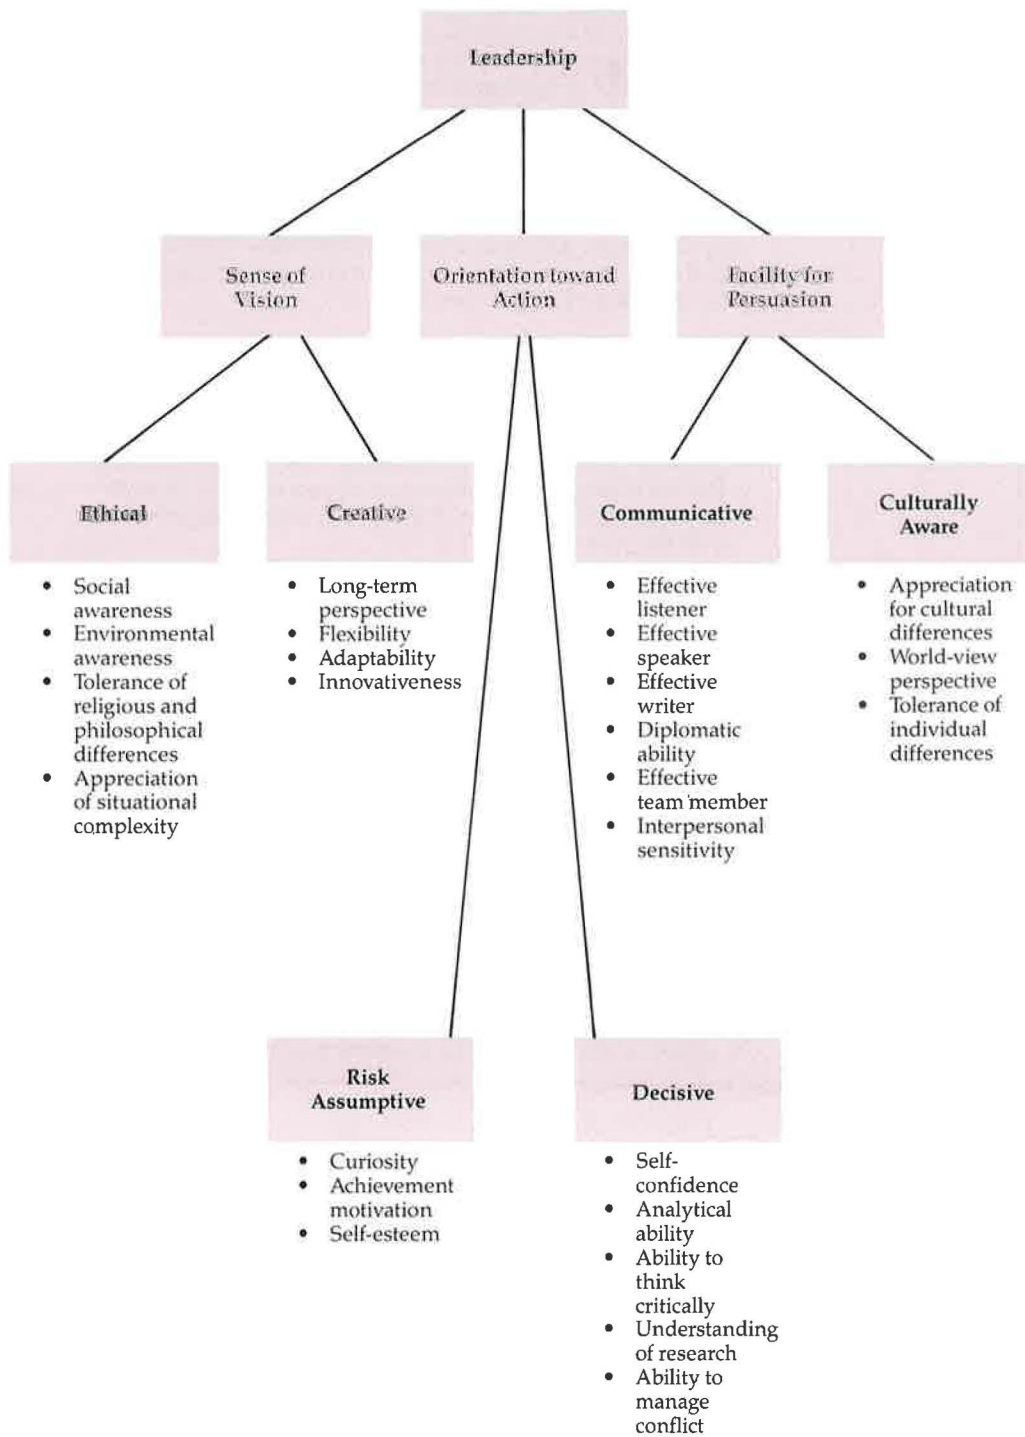 Leadership
Sense of
Vision
Orientation toward
Action
Facility for
Persuasion
Ethical
• Social
awareness
• Environmental
awareness
• Tolerance of
religious and
philosophical
differences
• Appreciation
of situational
complexity
Creative
• Long-term
perspective
• Flexibility
• Adaptability
• Innovativeness
Communicative
• Effective
listener
• Effective
speaker
• Effective
writer
• Diplomatic
ability
• Effective
team member
• Interpersonal
sensitivity
Culturally
Aware
• Appreciation
for cultural
differences
• World-view
perspective
• Tolerance of
individual
differences
Risk
Assumptive
• Curiosity
• Achievement
motivation
• Self-esteem
Decisive
• Self-
confidence
• Analytical
ability
• Ability to
think
critically
• Understanding
of research
• Ability to
manage
conflict